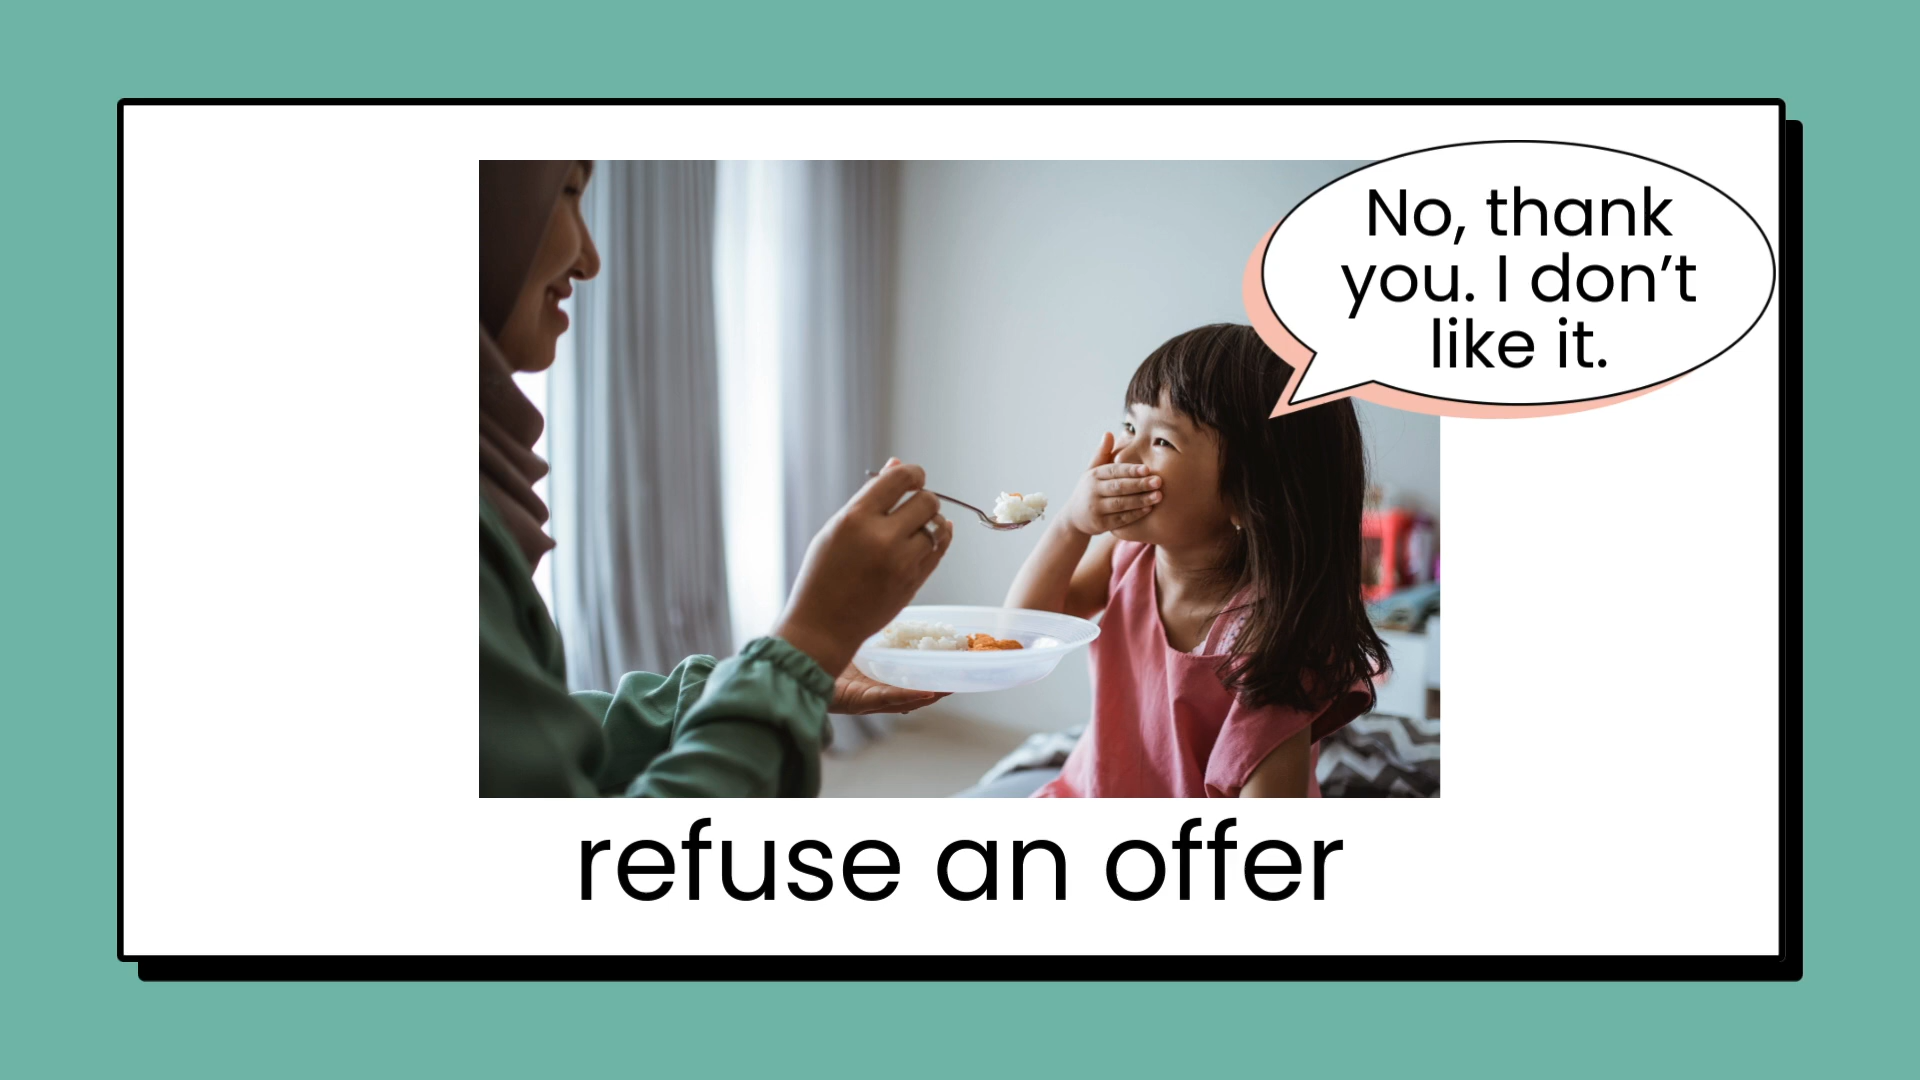 No, thank
you. I don’t
like it.
refuse an offer